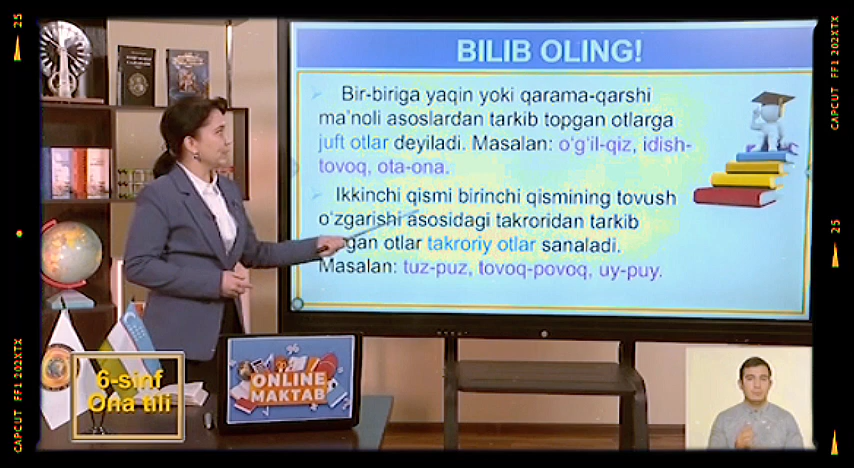 BILIB OLING!
Bir-biriga yaqin yoki qarama-qarshi
ma'noli asoslardan tarkib topgan otlarga
juft otlar deyiladi. Masalan: o'g'il-qiz, idish-
tovoq, ota-ona.
Ikkinchi qismi birinchi qismining tovush
o'zgarishi asosidagi takroridan tarkib
gan otlar takroriy otlar sanaladi.
Masalan: tuz-puz, tovoq-povoq, uy-puy.
6-sinf
Ona tili
ONLINE
MAKTAB
25
CAPCUT FF1 202XTX
CAPCUT FF1 202XTX
25